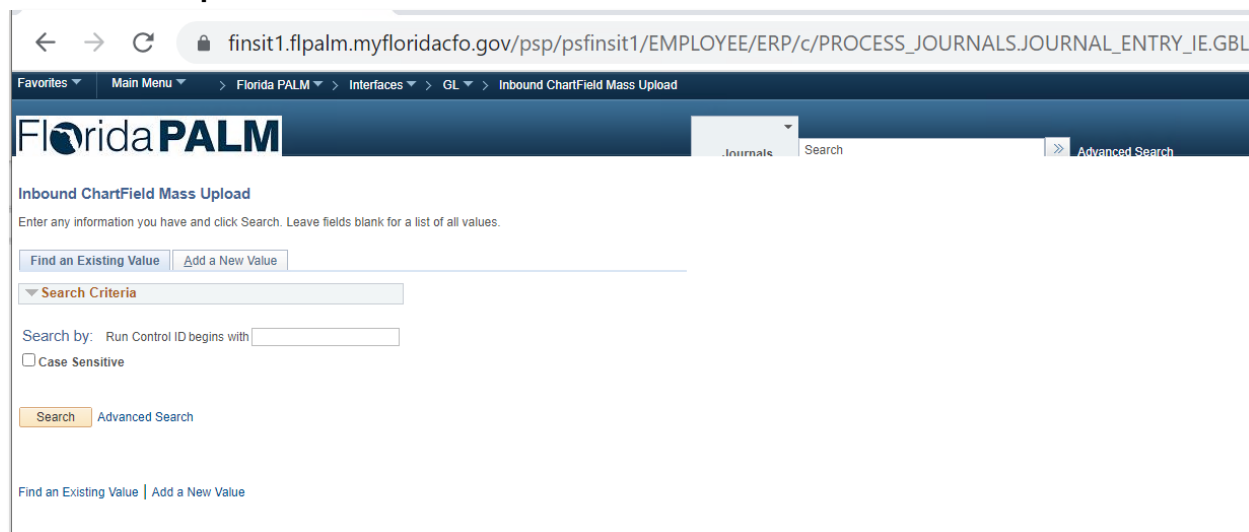 finsit1.flpalm.myfloridacfo.gov/psp/psfinsit1/EMPLOYEE/ERP/c/PROCESS_JOURNALS.JOURNAL_ENTRY_IE.GBL
Favorites Main Menu > Florida PALM > Interfaces > GL > Inbound ChartField Mass Upload
Florida PALM
Journals Search Advanced Search
Inbound ChartField Mass Upload
Enter any information you have and click Search. Leave fields blank for a list of all values.
Find an Existing Value Add a New Value
Search Criteria
Search by: Run Control ID begins with
Case Sensitive
Search Advanced Search
Find an Existing Value | Add a New Value